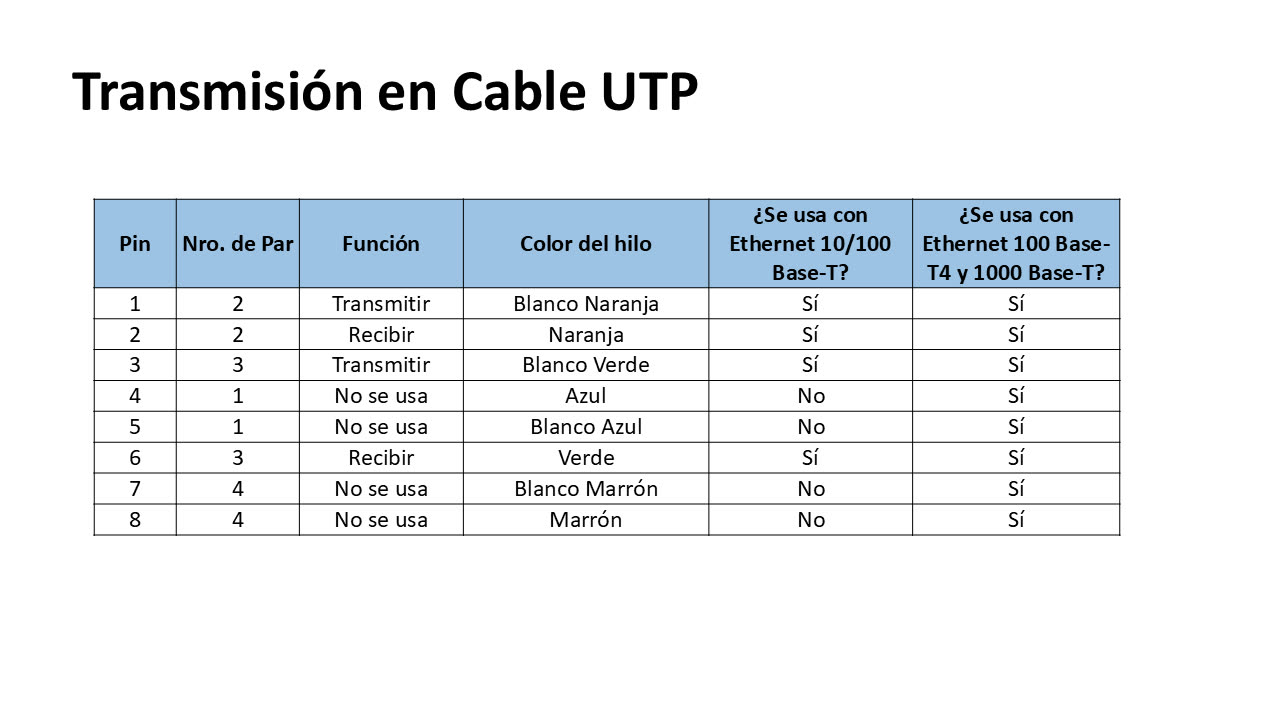 Transmisión en Cable UTP
Pin Nro. de Par Función Color del hilo ¿Se usa con Ethernet 10/100 Base-T? ¿Se usa con Ethernet 100 Base-T4 y 1000 Base-T?
1 2 Transmitir Blanco Naranja Sí Sí
2 2 Recibir Naranja Sí Sí
3 3 Transmitir Blanco Verde Sí Sí
4 1 No se usa Azul No Sí
5 1 No se usa Blanco Azul No Sí
6 3 Recibir Verde Sí Sí
7 4 No se usa Blanco Marrón No Sí
8 4 No se usa Marrón No Sí